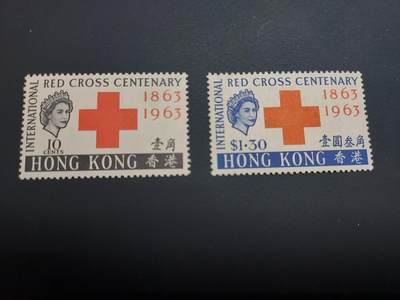 INTERNATIONAL
RED CROSS CENTENARY
1863
1963
10
CENTS
壹角
HONG KONG 香港
INTERNATIONAL
RED CROSS CENTENARY
1863
1963
$1·30
壹圓叁角
HONG KONG 香港